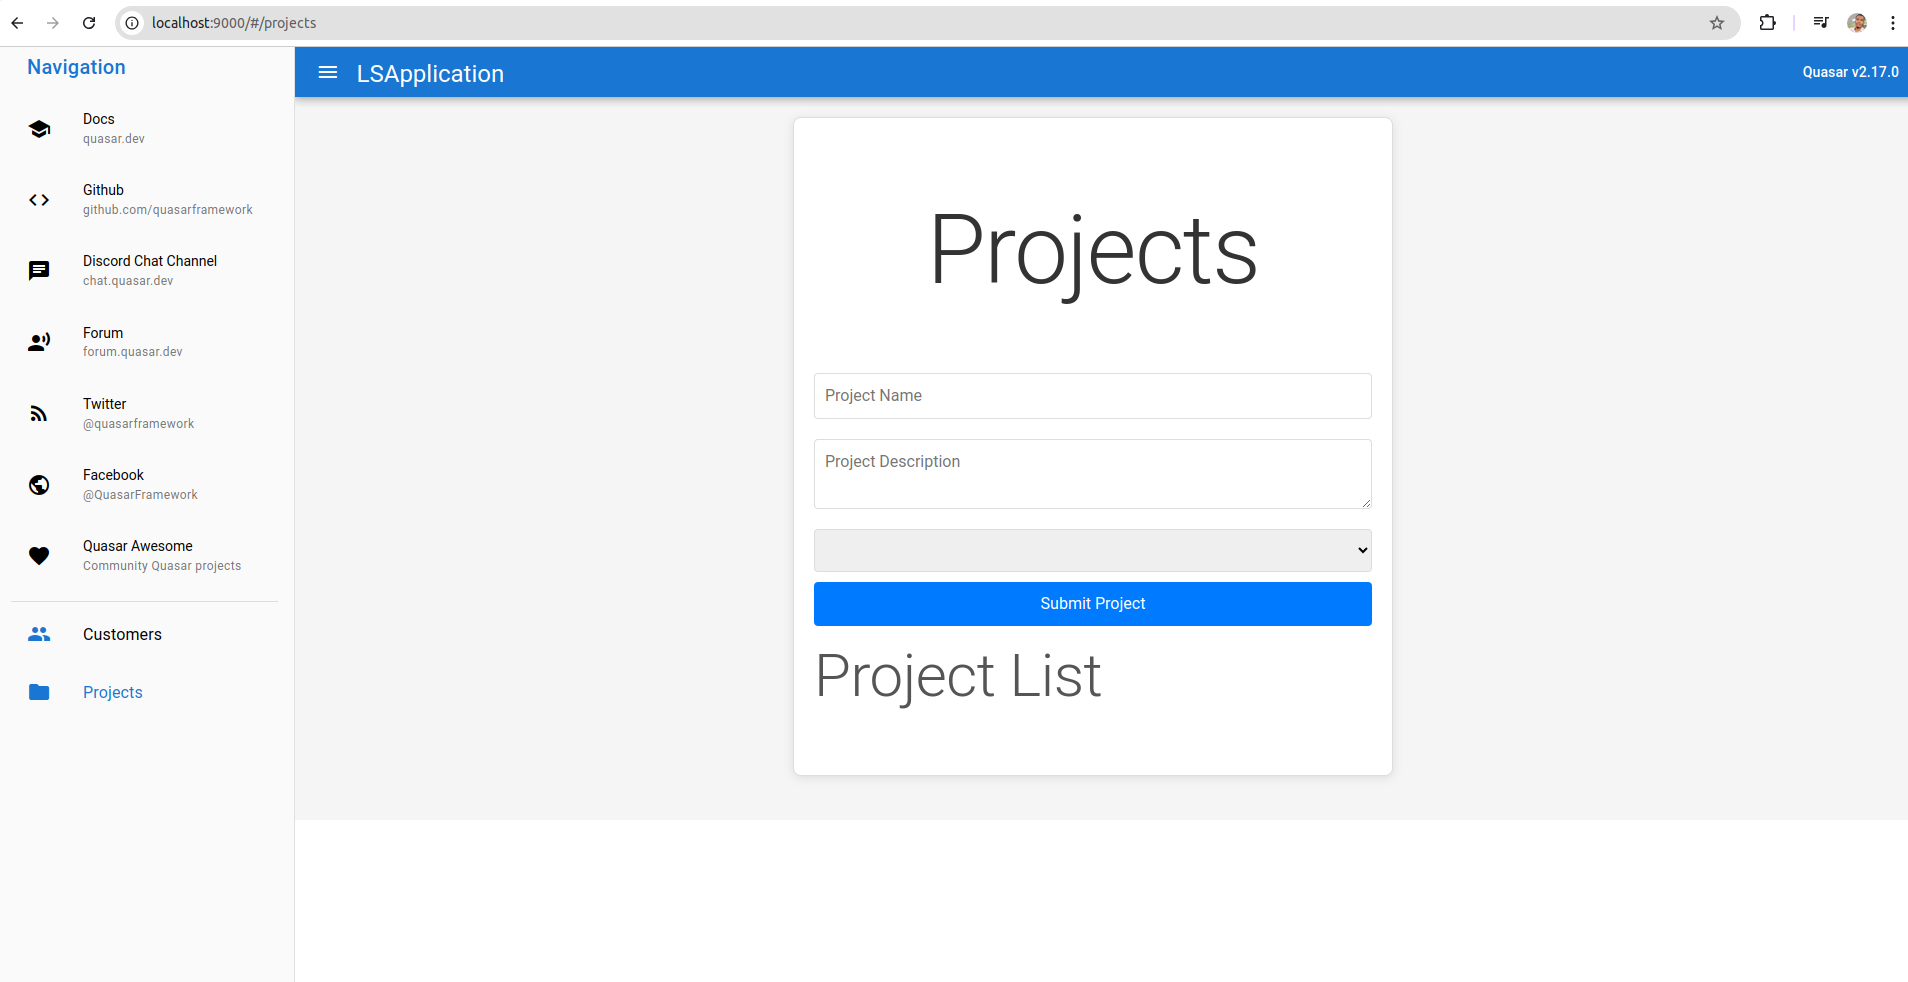 localhost:9000/#/projects
Navigation
LSApplication
Quasar v2.17.0
Docs
quasar.dev
Github
github.com/quasarframework
Discord Chat Channel
chat.quasar.dev
Forum
forum.quasar.dev
Twitter
@quasarframework
Facebook
@QuasarFramework
Quasar Awesome
Community Quasar projects
Customers
Projects
Projects
Project Name
Project Description
Submit Project
Project List